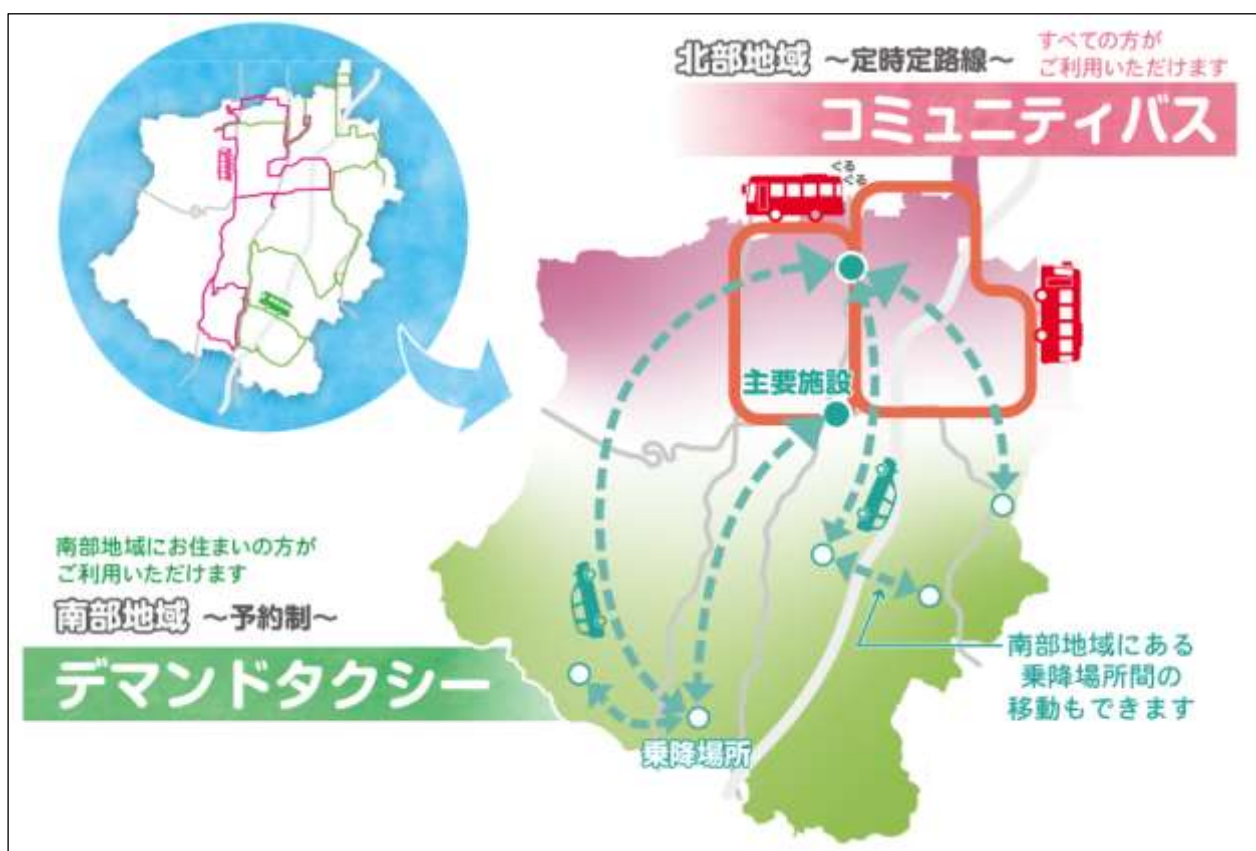 北部地域 ～定時定路線～
すべての方が
ご利用いただけます
コミュニティバス
ぐる
ぐる
主要施設
南部地域にお住まいの方が
ご利用いただけます
南部地域 ～予約制～
デマンドタクシー
南部地域にある
乗降場所間の
移動もできます
乗降場所